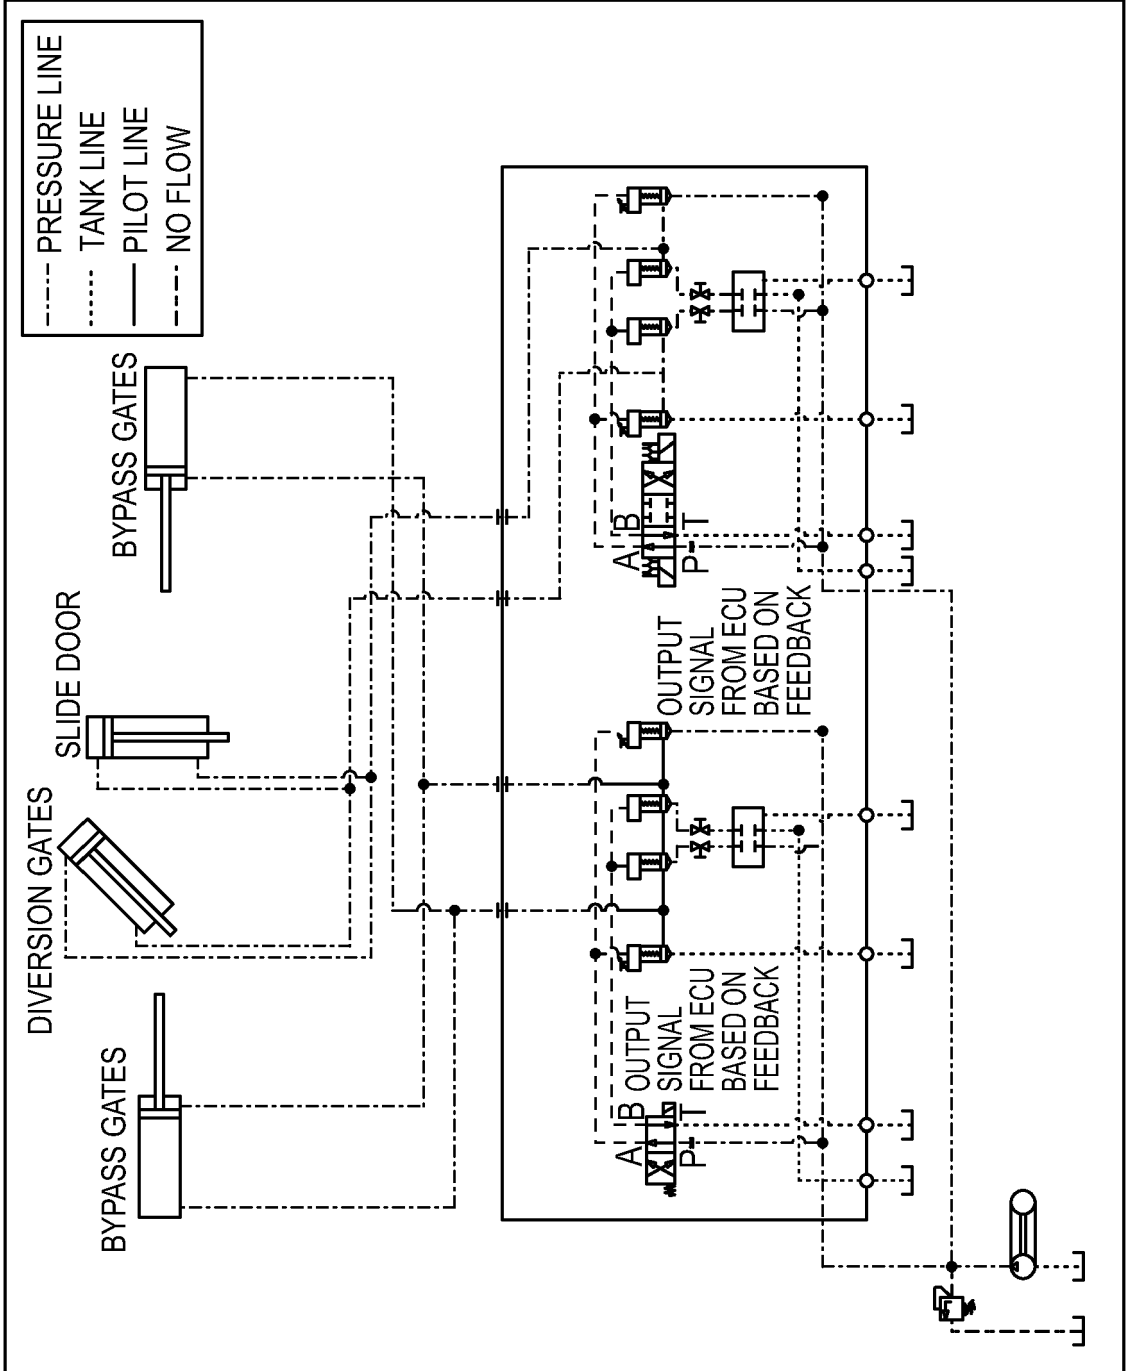 PRESSURE LINE
TANK LINE
PILOT LINE
NO FLOW
BYPASS GATES
SLIDE DOOR
DIVERSION GATES
BYPASS GATES
A
B
P
T
OUTPUT
SIGNAL
FROM ECU
BASED ON
FEEDBACK
A
B
P
T
OUTPUT
SIGNAL
FROM ECU
BASED ON
FEEDBACK